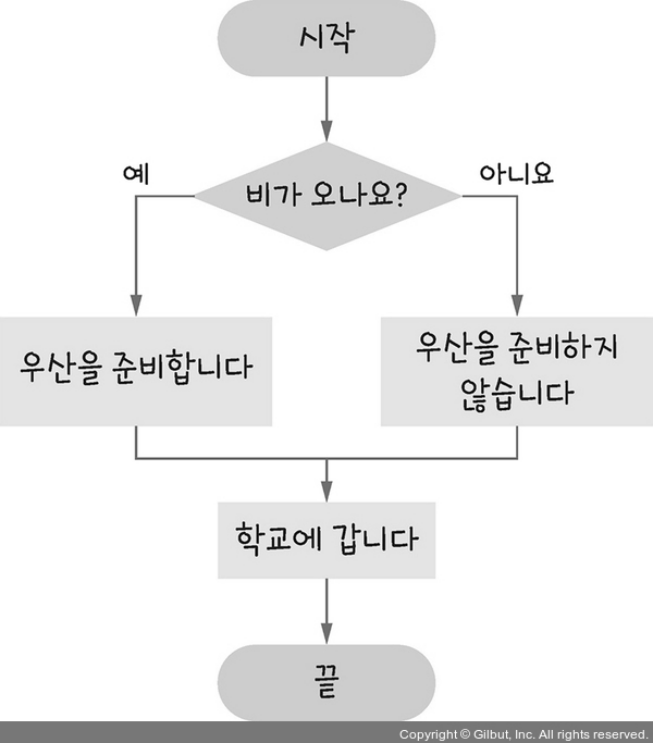 시작
예
아니요
비가 오나요?
우산을 준비합니다
우산을 준비하지
않습니다
학교에 갑니다
끝
Copyright © Gilbut, Inc. All rights reserved.